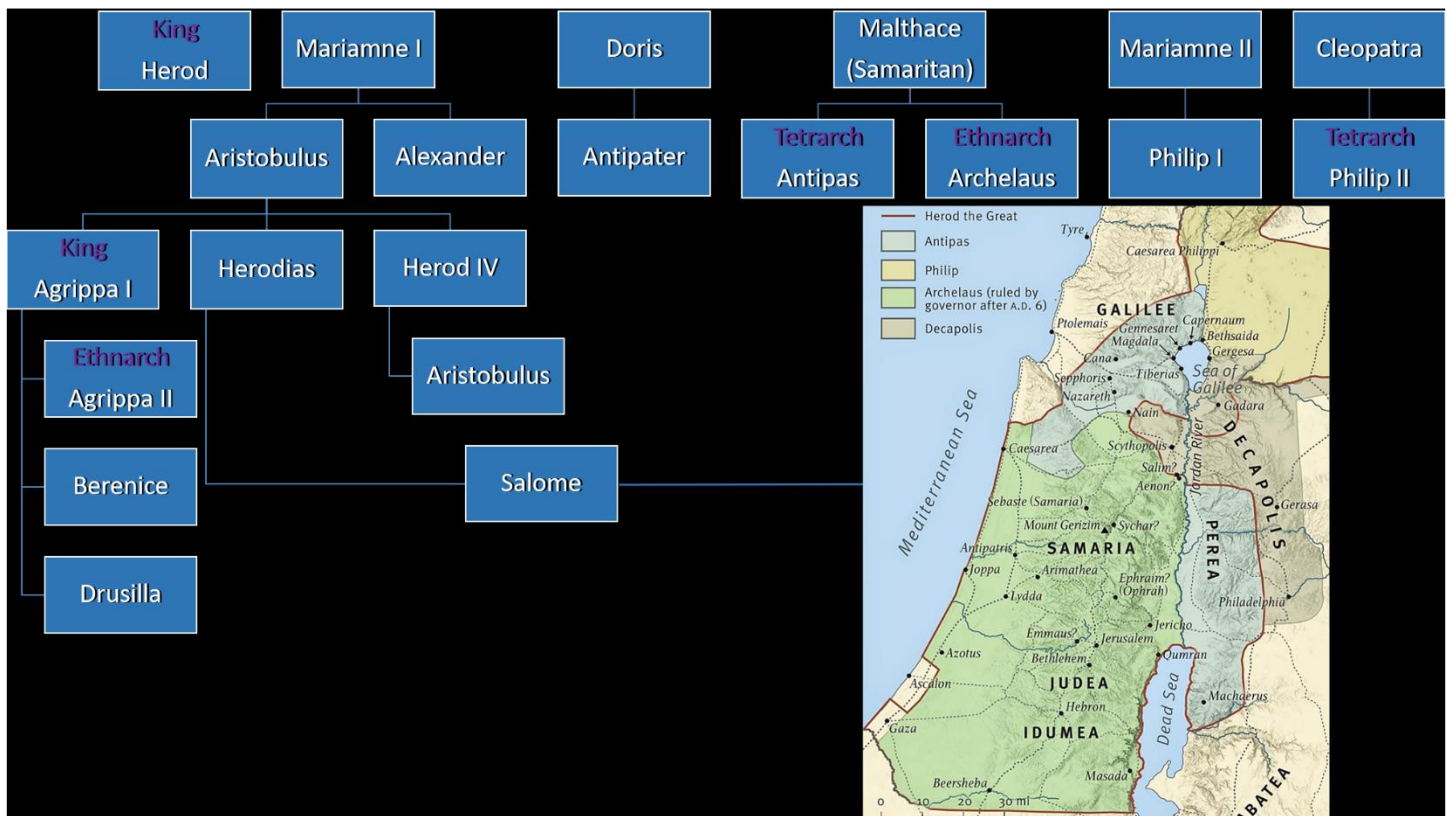 King
Herod
Mariamne I
Doris
Malthace
(Samaritan)
Mariamne II
Cleopatra
Aristobulus
Alexander
Antipater
Tetrarch
Antipas
Ethnarch
Archelaus
Philip I
Tetrarch
Philip II
King
Agrippa I
Herodias
Herod IV
Ethnarch
Agrippa II
Aristobulus
Berenice
Salome
Drusilla
Herod the Great
Antipas
Philip
Archelaus (ruled by
governor after A.D. 6)
Decapolis
Tyre
Caesarea Philippi
GALILEE
Ptolemais
Gennesaret
Capernaum
Magdala
Bethsaida
Cana
Gergesa
Tiberias
Sea of
Galilee
Sepphoris
Nazareth
Nain
Gadara
DECAPOLIS
Mediterranean Sea
Caesarea
Scythopolis
Jordan River
Salim?
Aenon?
Sebaste (Samaria)
Gerasa
Mount Gerizim
Sychar?
SAMARIA
PEREA
Antipatris
Joppa
Arimathea
Ephraim?
(Ophrah)
Lydda
Philadelphia
Jericho
Emmaus?
Jerusalem
Azotus
Bethlehem
Qumran
Ascalon
JUDEA
Dead Sea
Machaerus
Hebron
Gaza
IDUMEA
Masada
Beersheba
0 10 20 30 mi
BATEA